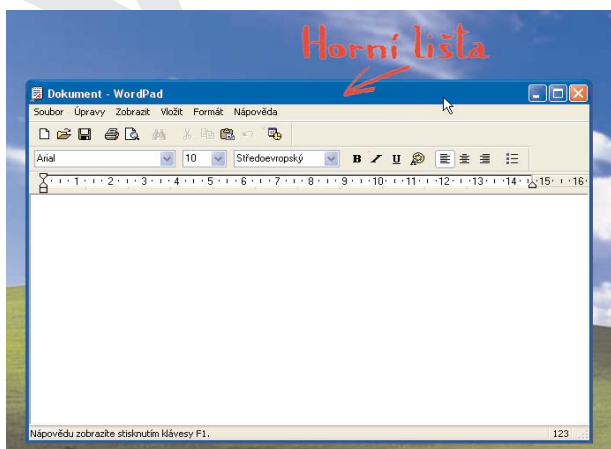 Horní lišta
Dokument - WordPad
Soubor Úpravy Zobrazit Vložit Formát Nápověda
Arial 10 Středoevropský B / U
1 2 3 4 5 6 7 8 9 10 11 12 13 14 15 16
Nápovědu zobrazíte stisknutím klávesy F1. 123